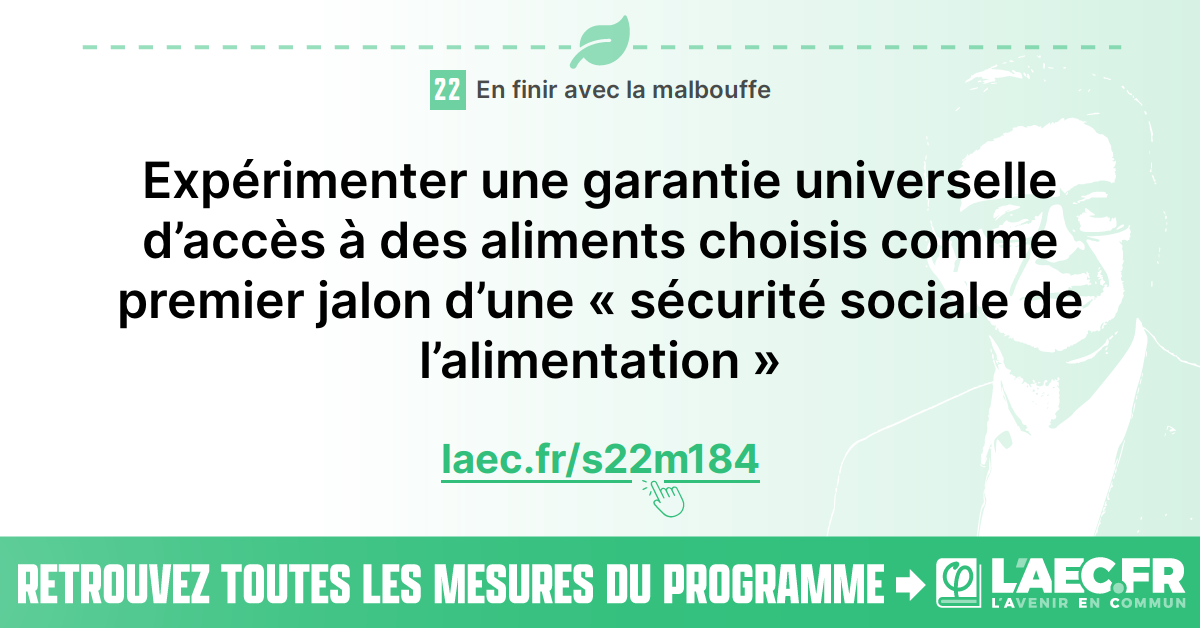 22 En finir avec la malbouffe
Expérimenter une garantie universelle
d’accès à des aliments choisis comme
premier jalon d’une « sécurité sociale de
l’alimentation »
laec.fr/s22m184
RETROUVEZ TOUTES LES MESURES DU PROGRAMME φ L'AEC.FR
L'AVENIR EN COMMUN